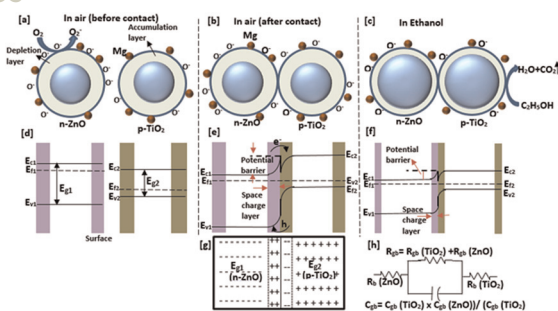 [a] In air (before contact)
O₂ O₂⁻
Accumulation
layer
Depletion
layer
Mg
O⁻ O⁻ O⁻ O⁻ O⁻ O⁻
n-ZnO p-TiO₂
[b] In air (after contact)
Mg
O⁻ O⁻ O⁻ O⁻ O⁻
n-ZnO p-TiO₂
[c] In Ethanol
O⁻ O⁻ O⁻ O⁻
H₂O+CO₂
C₂H₅OH
n-ZnO p-TiO₂
[d]
Ec1
Ef1
Eg1
Ev1
Ec2
Eg2
Ef2
Ev2
Surface
[e]
e⁻
Ec1
Ef1
Potential
barrier
Space
charge
layer
Ev1
h
Ec2
Ev2
Ef2
[f]
Potential
barrier
Ec1
Ef1
Space
charge
layer
Ev1
Ec2
Ef2
Ev2
[g]
Eg1
(n-ZnO)
Eg2
(p-TiO₂)
[h]
Rgb= Rgb (TiO₂) +Rgb (ZnO)
Rb (ZnO) Rb (TiO₂)
Cgb= Cgb (TiO₂ x Cgb (ZnO))/ (Cgb (TiO₂